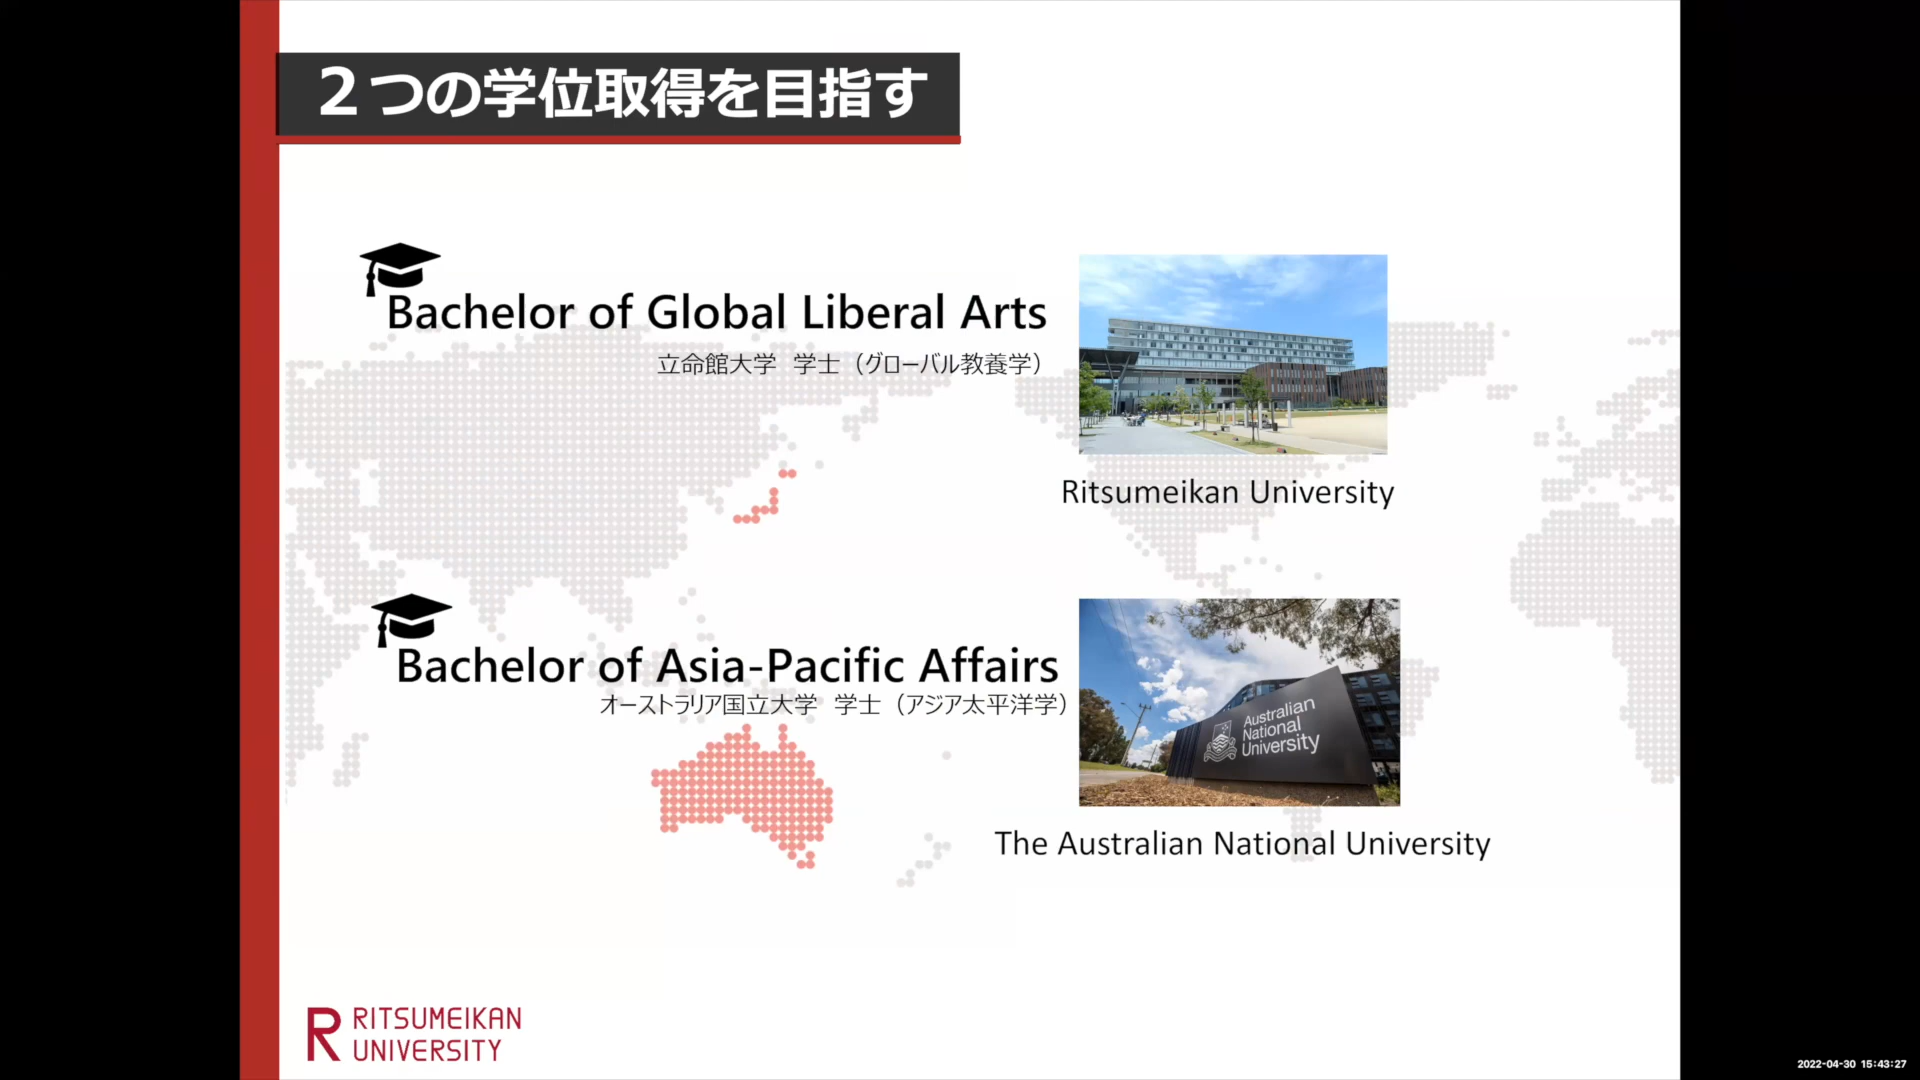 ２つの学位取得を目指す
Bachelor of Global Liberal Arts
立命館大学　学士（グローバル教養学）
Ritsumeikan University
Bachelor of Asia-Pacific Affairs
オーストラリア国立大学　学士（アジア太平洋学）
Australian
National
University
The Australian National University
RITSUMEIKAN
UNIVERSITY
2022-04-30 15:43:27